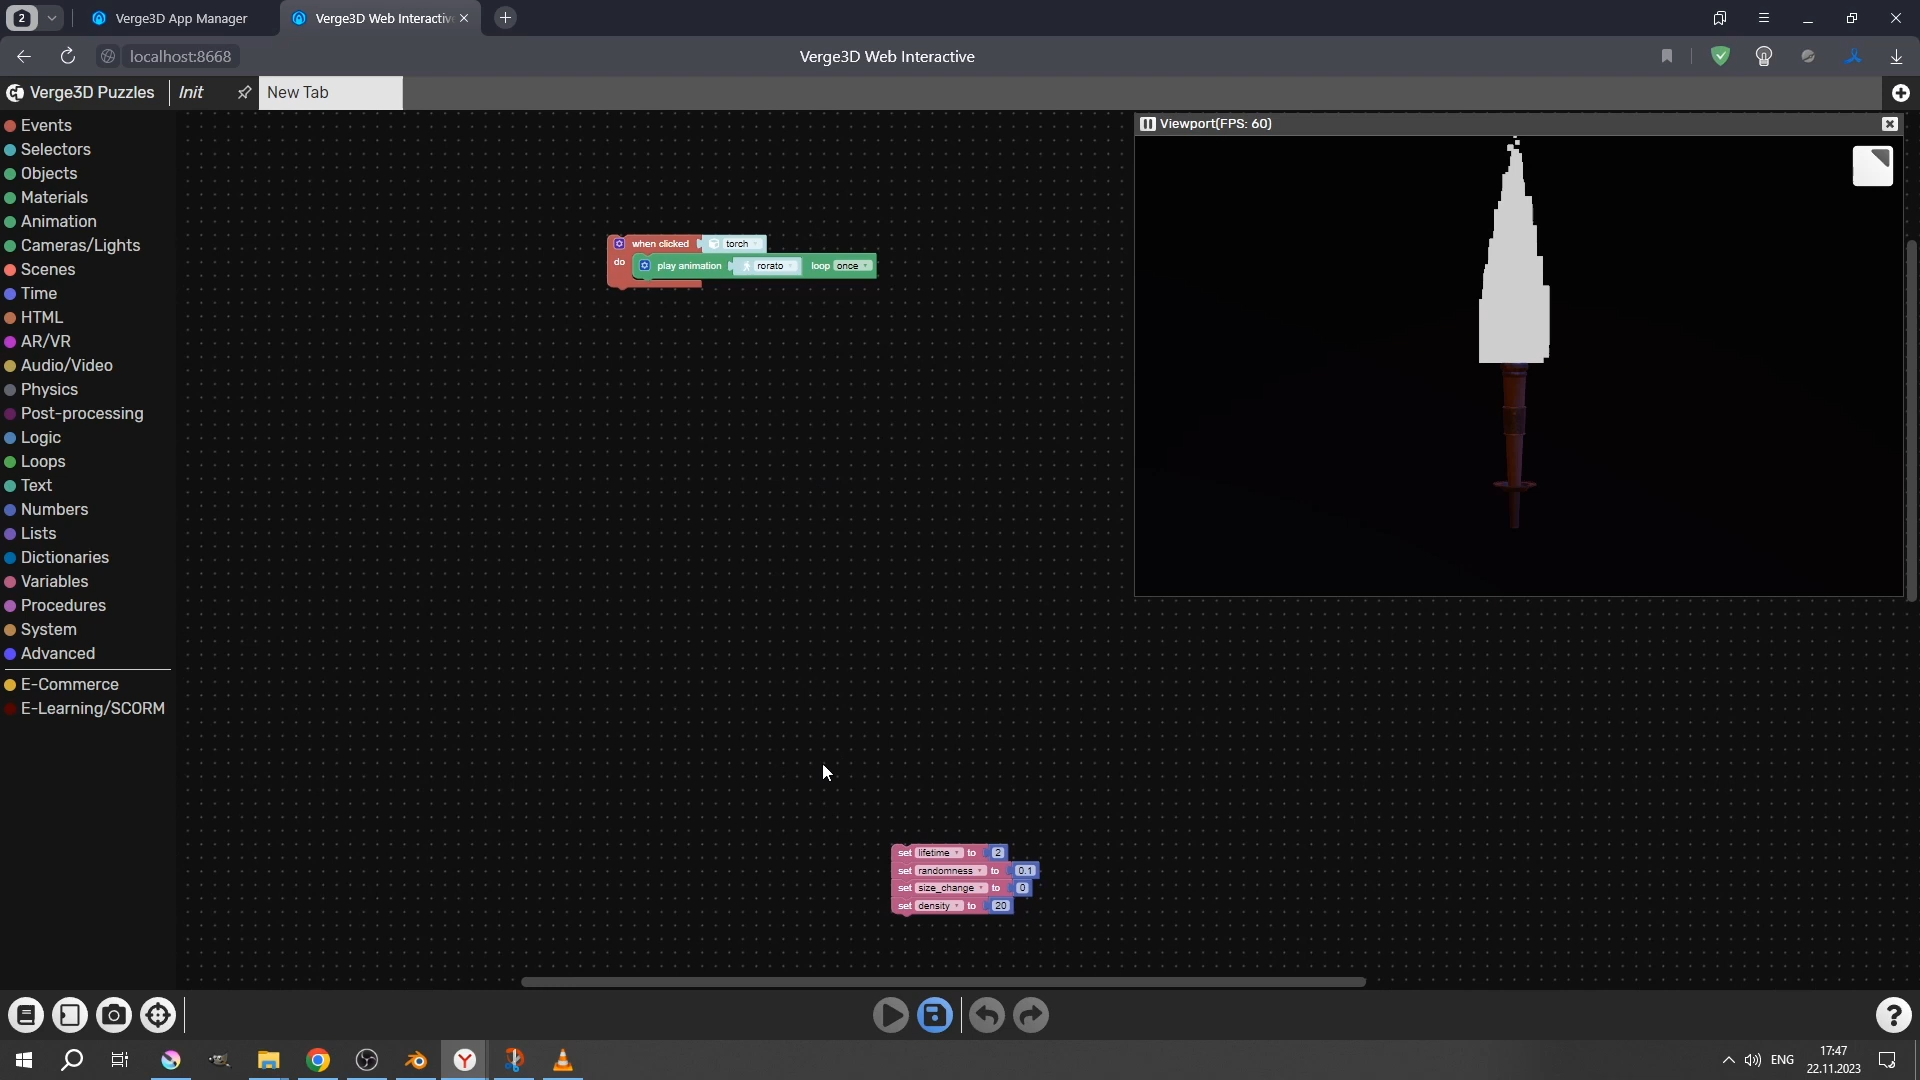 2
Verge3D App Manager
Verge3D Web Interactiv
localhost:8668
Verge3D Web Interactive
Verge3D Puzzles
Init
New Tab
Events
Selectors
Objects
Materials
Animation
Cameras/Lights
Scenes
Time
HTML
AR/VR
Audio/Video
Physics
Post-processing
Logic
Loops
Text
Numbers
Lists
Dictionaries
Variables
Procedures
System
Advanced
E-Commerce
E-Learning/SCORM
when clicked torch
do play animation rorato loop once
Viewport(FPS: 60)
set lifetime to 2
set randomness to 0.1
set size_change to 0
set density to 20
?
ENG
17:47
22.11.2023